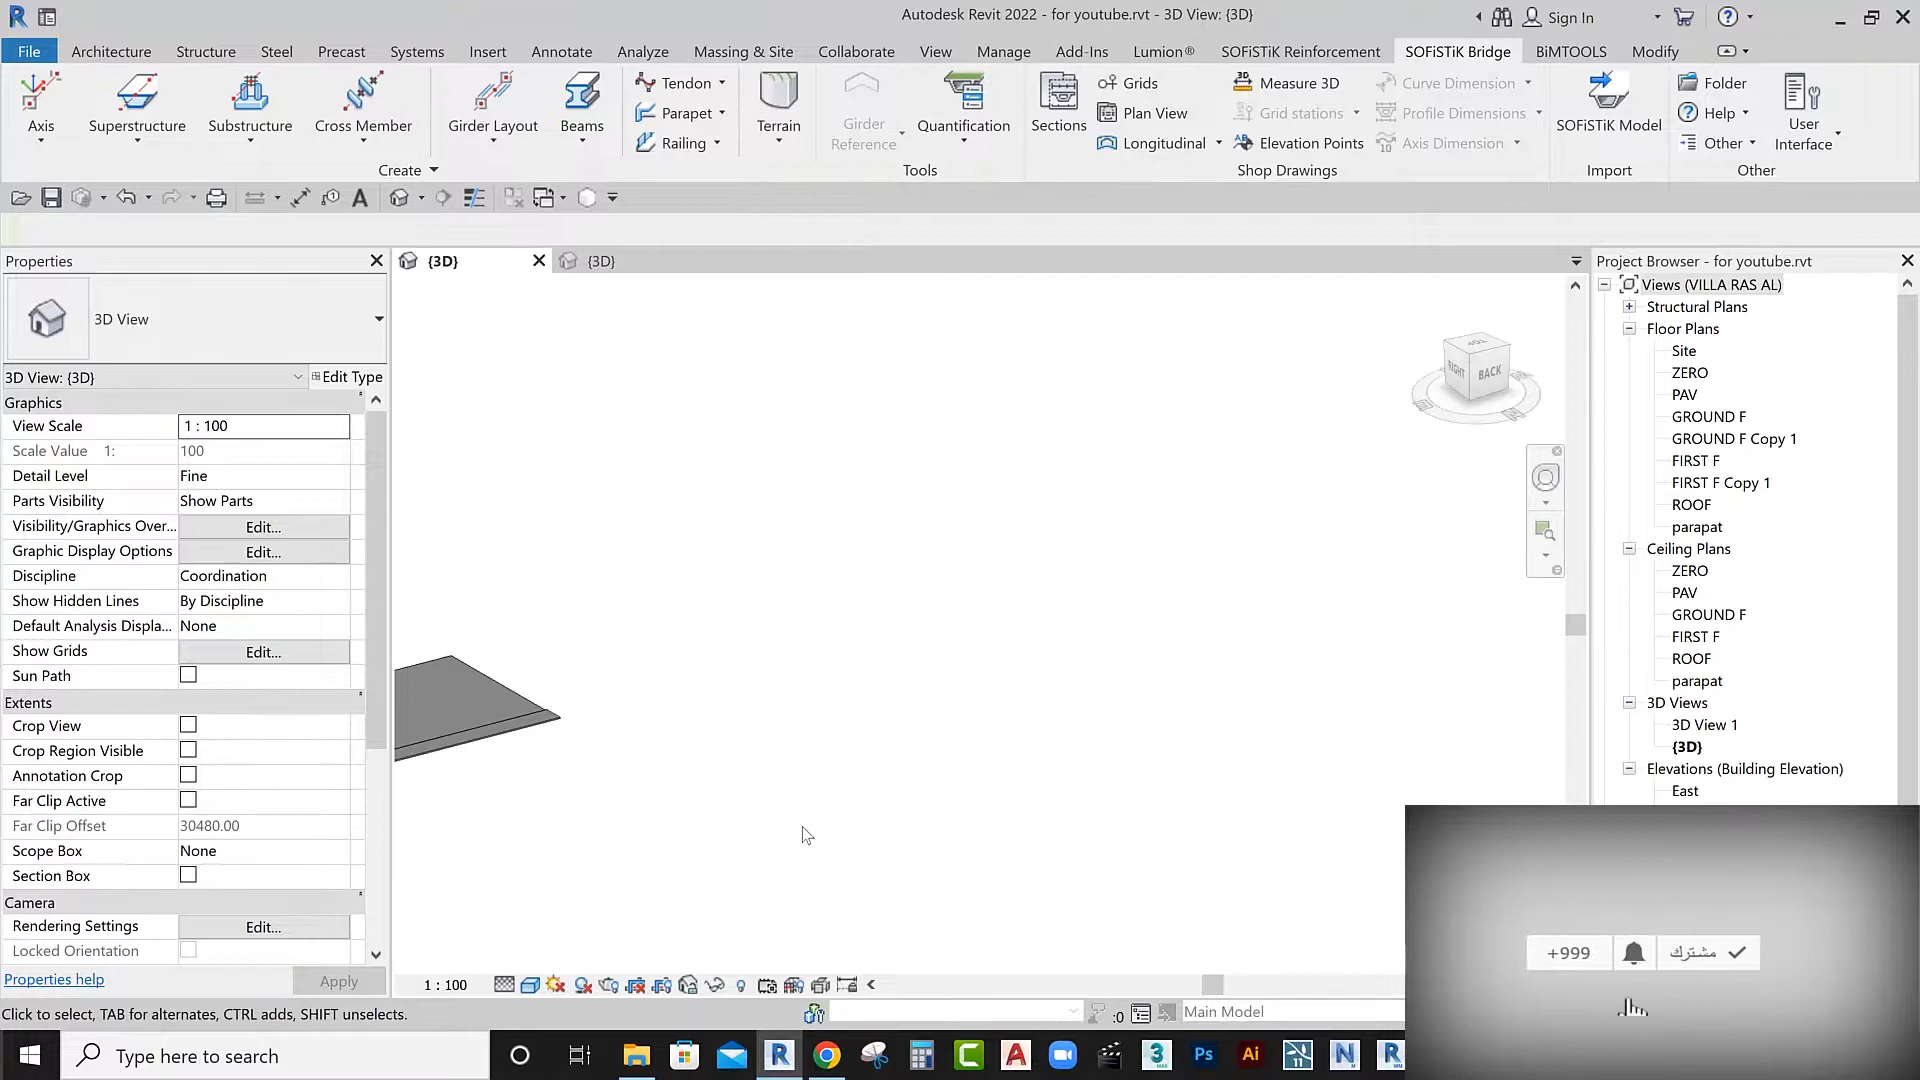 Autodesk Revit 2022 - for youtube.rvt - 3D View: {3D}
Sign In
File Architecture Structure Steel Precast Systems Insert Annotate Analyze Massing & Site Collaborate View Manage Add-Ins Lumion® SOFiSTiK Reinforcement SOFiSTiK Bridge BiMTOOLS Modify
Axis
Superstructure
Substructure
Cross Member
Girder Layout
Beams
Tendon
Parapet
Railing
Terrain
Girder
Reference
Quantification
Sections
Grids
Plan View
Longitudinal
Measure 3D
Grid stations
Elevation Points
Curve Dimension
Profile Dimensions
Axis Dimension
SOFiSTiK Model
Folder
Help
Other
User
Interface
Create
Tools
Shop Drawings
Import
Other
Properties
3D View
3D View: {3D}
Edit Type
Graphics
View Scale 1 : 100
Scale Value 1: 100
Detail Level Fine
Parts Visibility Show Parts
Visibility/Graphics Over... Edit...
Graphic Display Options Edit...
Discipline Coordination
Show Hidden Lines By Discipline
Default Analysis Displa... None
Show Grids Edit...
Sun Path
Extents
Crop View
Crop Region Visible
Annotation Crop
Far Clip Active
Far Clip Offset 30480.00
Scope Box None
Section Box
Camera
Rendering Settings Edit...
Locked Orientation
Properties help
Apply
{3D}
{3D}
TOP
RIGHT
BACK
1 : 100
Project Browser - for youtube.rvt
Views (VILLA RAS AL)
Structural Plans
Floor Plans
Site
ZERO
PAV
GROUND F
GROUND F Copy 1
FIRST F
FIRST F Copy 1
ROOF
parapat
Ceiling Plans
ZERO
PAV
GROUND F
FIRST F
ROOF
parapat
3D Views
3D View 1
{3D}
Elevations (Building Elevation)
East
+999
مشترك
Click to select, TAB for alternates, CTRL adds, SHIFT unselects.
:0
Main Model
Type here to search